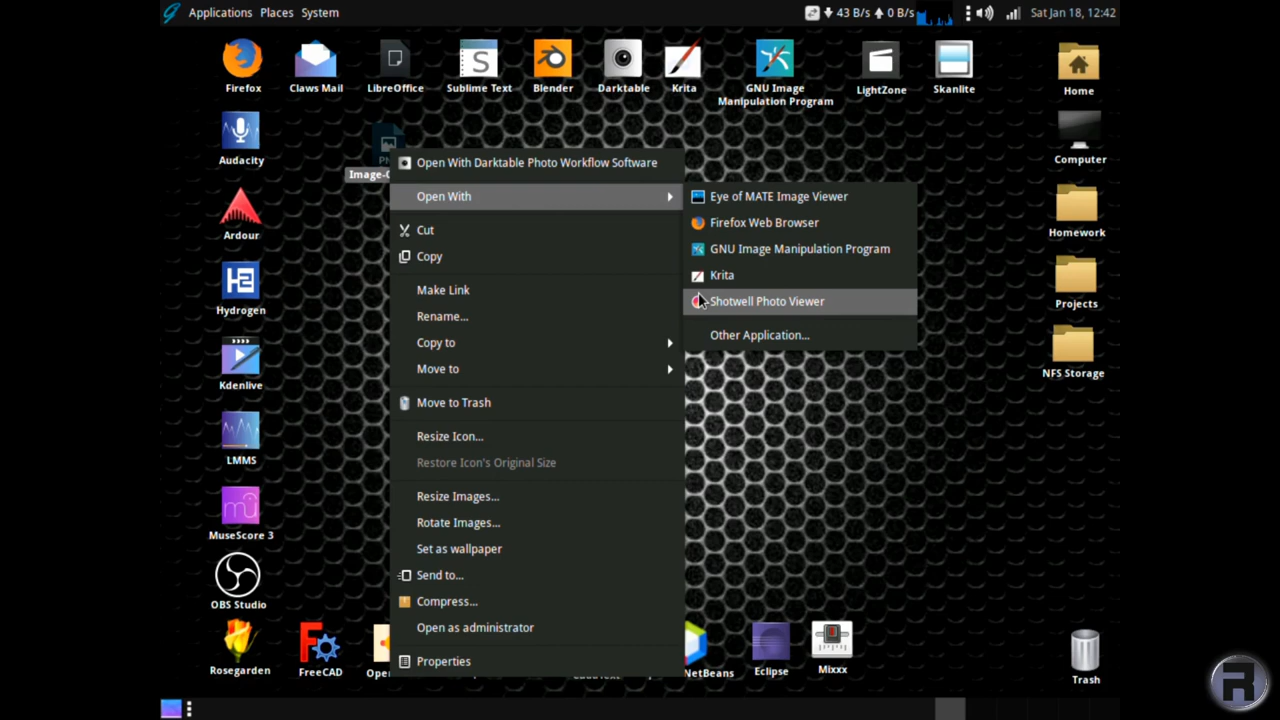 Applications Places System
43 B/s 0 B/s Sat Jan 18, 12:42
Firefox
Claws Mail
LibreOffice
Sublime Text
Blender
Darktable
Krita
GNU Image
Manipulation Program
LightZone
Skanlite
Home
Audacity
Computer
Ardour
Homework
Hydrogen
Projects
Kdenlive
NFS Storage
LMMS
MuseScore 3
OBS Studio
Rosegarden
FreeCAD
NetBeans
Eclipse
Mixxx
Trash
Open With Darktable Photo Workflow Software
Open With
Cut
Copy
Make Link
Rename...
Copy to
Move to
Move to Trash
Resize Icon...
Restore Icon's Original Size
Resize Images...
Rotate Images...
Set as wallpaper
Send to...
Compress...
Open as administrator
Properties
Eye of MATE Image Viewer
Firefox Web Browser
GNU Image Manipulation Program
Krita
Shotwell Photo Viewer
Other Application...